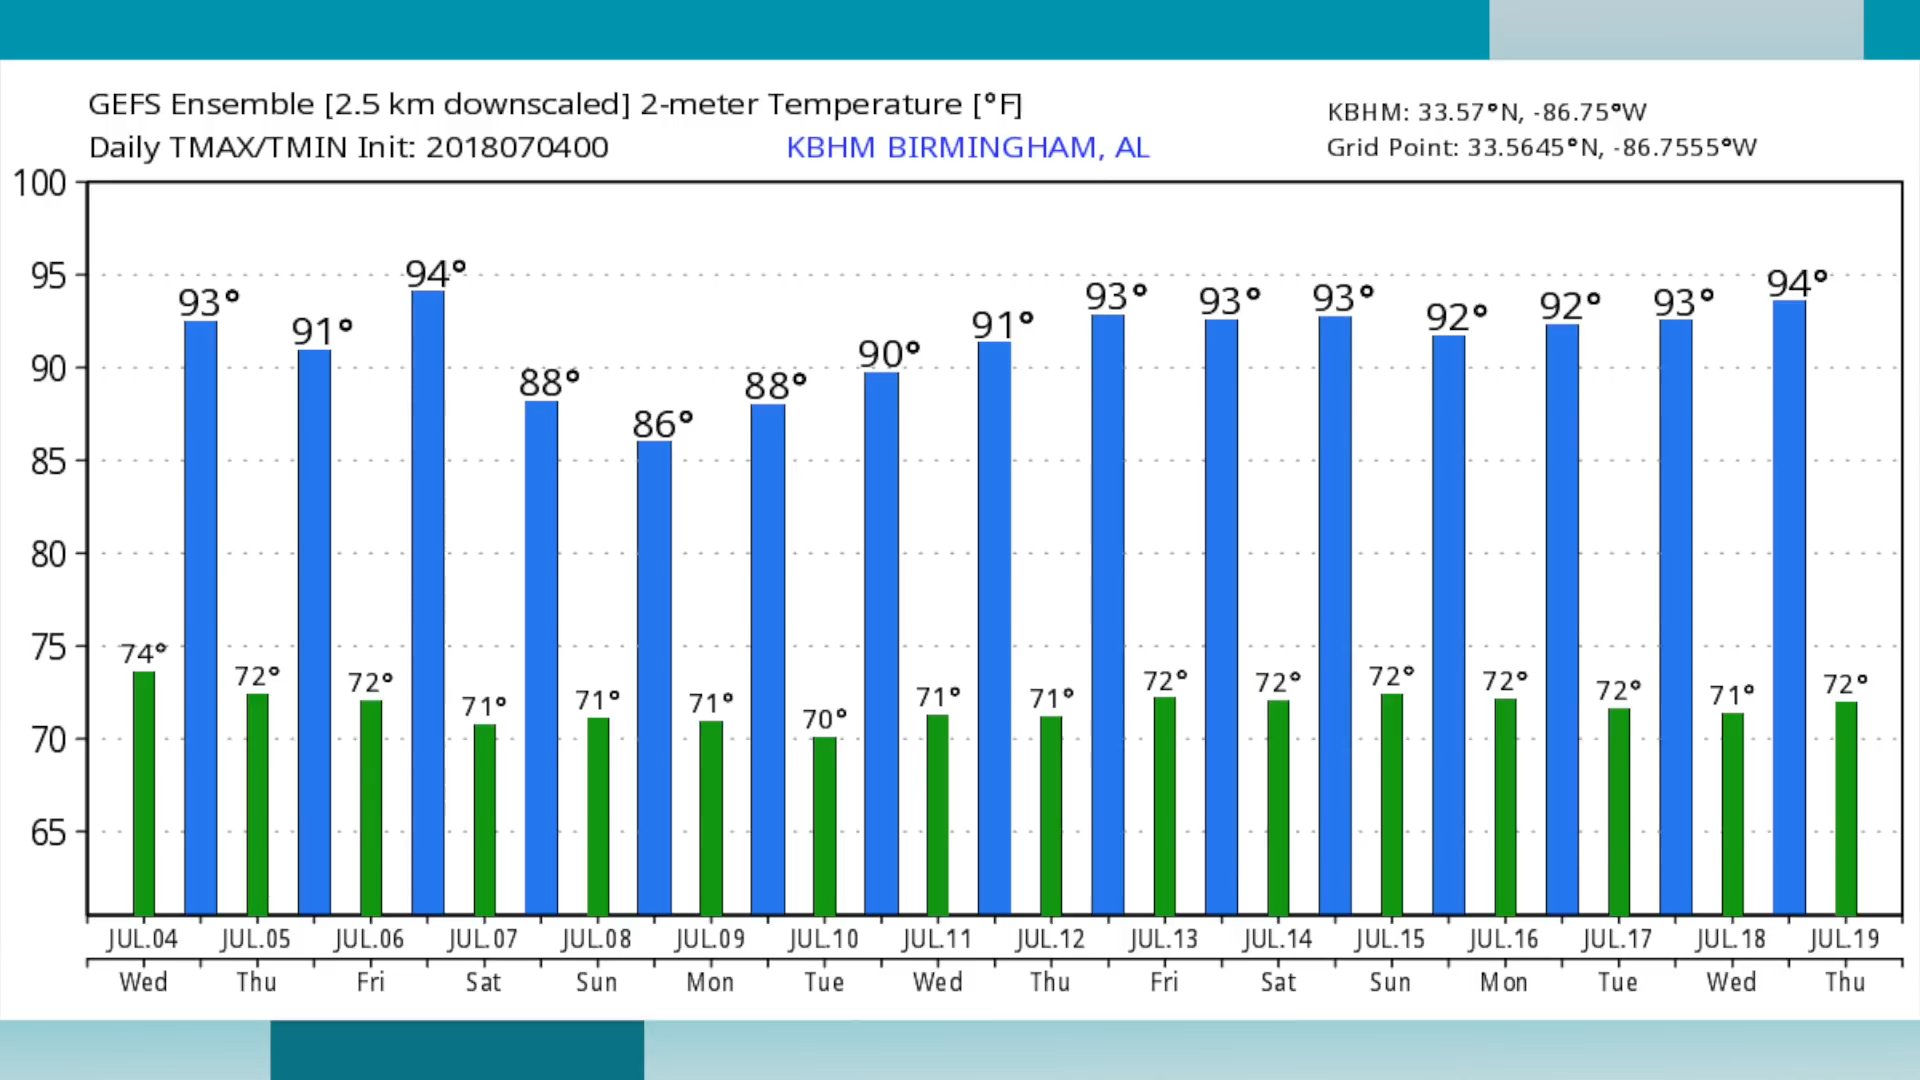 GEFS Ensemble [2.5 km downscaled] 2-meter Temperature [°F]
Daily TMAX/TMIN Init: 2018070400
KBHM BIRMINGHAM, AL
KBHM: 33.57°N, -86.75°W
Grid Point: 33.5645°N, -86.7555°W
100
95
90
85
80
75
70
65
93° 91° 94° 88° 86° 88° 90° 91° 93° 93° 93° 92° 92° 93° 94°
74° 72° 72° 71° 71° 71° 70° 71° 71° 72° 72° 72° 72° 72° 71° 72°
JUL.04 JUL.05 JUL.06 JUL.07 JUL.08 JUL.09 JUL.10 JUL.11 JUL.12 JUL.13 JUL.14 JUL.15 JUL.16 JUL.17 JUL.18 JUL.19
Wed Thu Fri Sat Sun Mon Tue Wed Thu Fri Sat Sun Mon Tue Wed Thu